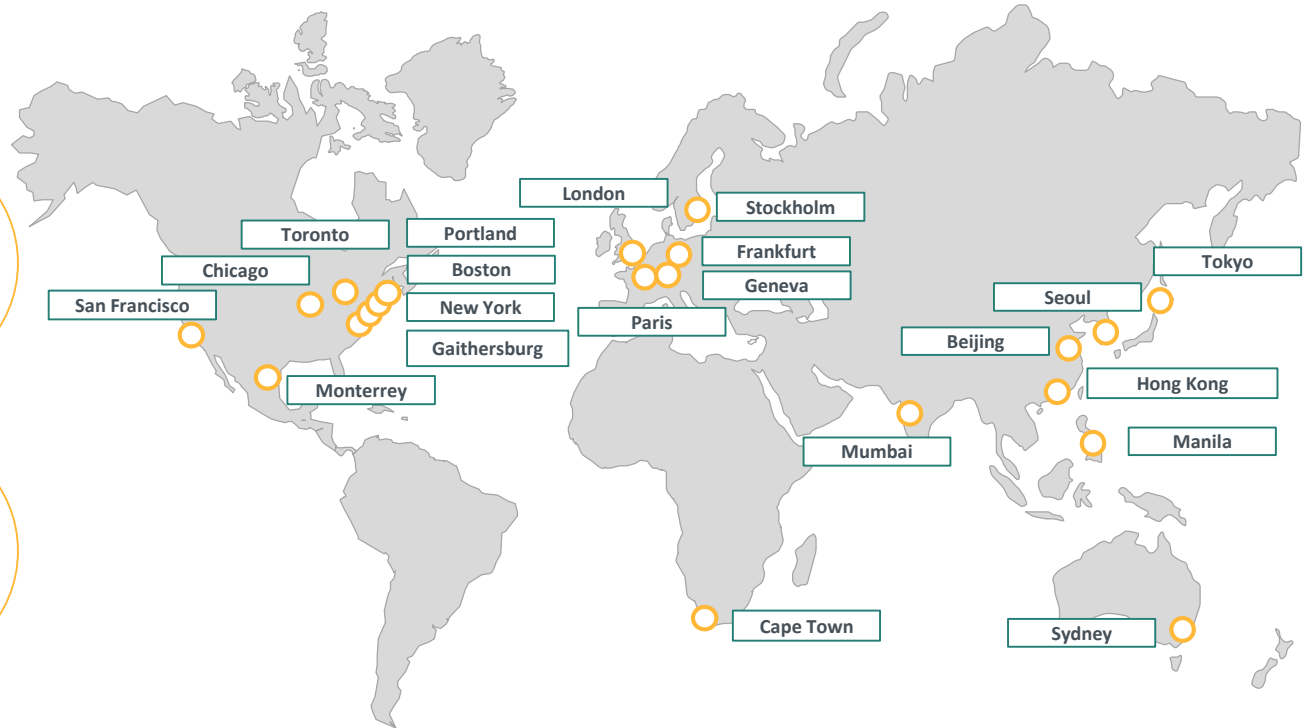 London
Stockholm
Toronto
Portland
Frankfurt
Tokyo
Chicago
Boston
Geneva
San Francisco
New York
Seoul
Paris
Beijing
Gaithersburg
Monterrey
Hong Kong
Mumbai
Manila
Cape Town
Sydney